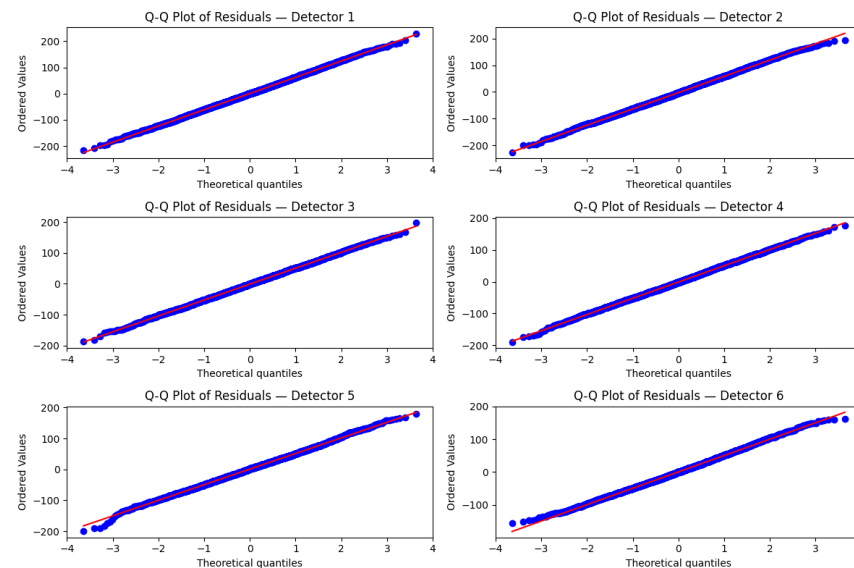 Q-Q Plot of Residuals — Detector 1
200
100
0
−100
−200
Ordered Values
−4 −3 −2 −1 0 1 2 3 4
Theoretical quantiles
Q-Q Plot of Residuals — Detector 2
200
100
0
−100
−200
Ordered Values
−4 −3 −2 −1 0 1 2 3
Theoretical quantiles
Q-Q Plot of Residuals — Detector 3
200
100
0
−100
−200
Ordered Values
−4 −3 −2 −1 0 1 2 3 4
Theoretical quantiles
Q-Q Plot of Residuals — Detector 4
200
100
0
−100
−200
Ordered Values
−4 −3 −2 −1 0 1 2 3
Theoretical quantiles
Q-Q Plot of Residuals — Detector 5
200
100
0
−100
−200
Ordered Values
−4 −3 −2 −1 0 1 2 3 4
Theoretical quantiles
Q-Q Plot of Residuals — Detector 6
200
100
0
−100
Ordered Values
−4 −3 −2 −1 0 1 2 3
Theoretical quantiles